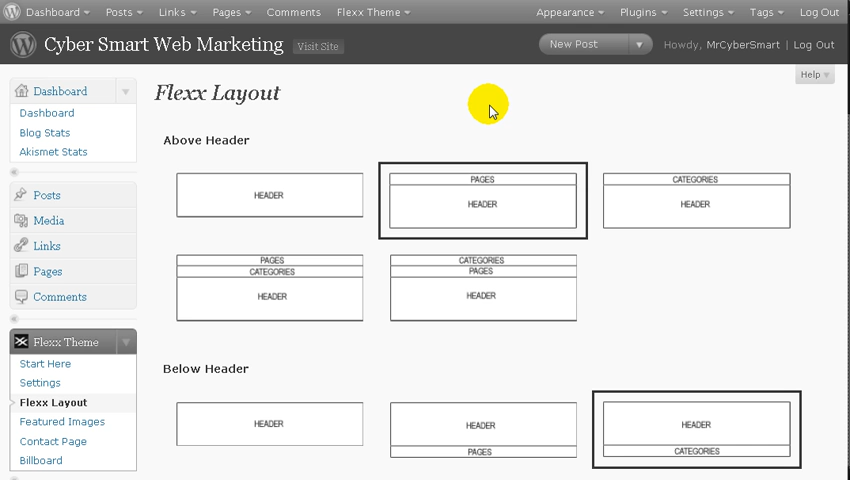 Dashboard Posts Links Pages Comments Flexx Theme Appearance Plugins Settings Tags Log Out
Cyber Smart Web Marketing Visit Site New Post Howdy, MrCyberSmart | Log Out
Help
Dashboard
Dashboard
Blog Stats
Akismet Stats
Posts
Media
Links
Pages
Comments
Flexx Theme
Start Here
Settings
Flexx Layout
Featured Images
Contact Page
Billboard
Flexx Layout
Above Header
HEADER
PAGES
HEADER
CATEGORIES
HEADER
PAGES
CATEGORIES
HEADER
CATEGORIES
PAGES
HEADER
Below Header
HEADER
HEADER
PAGES
HEADER
CATEGORIES